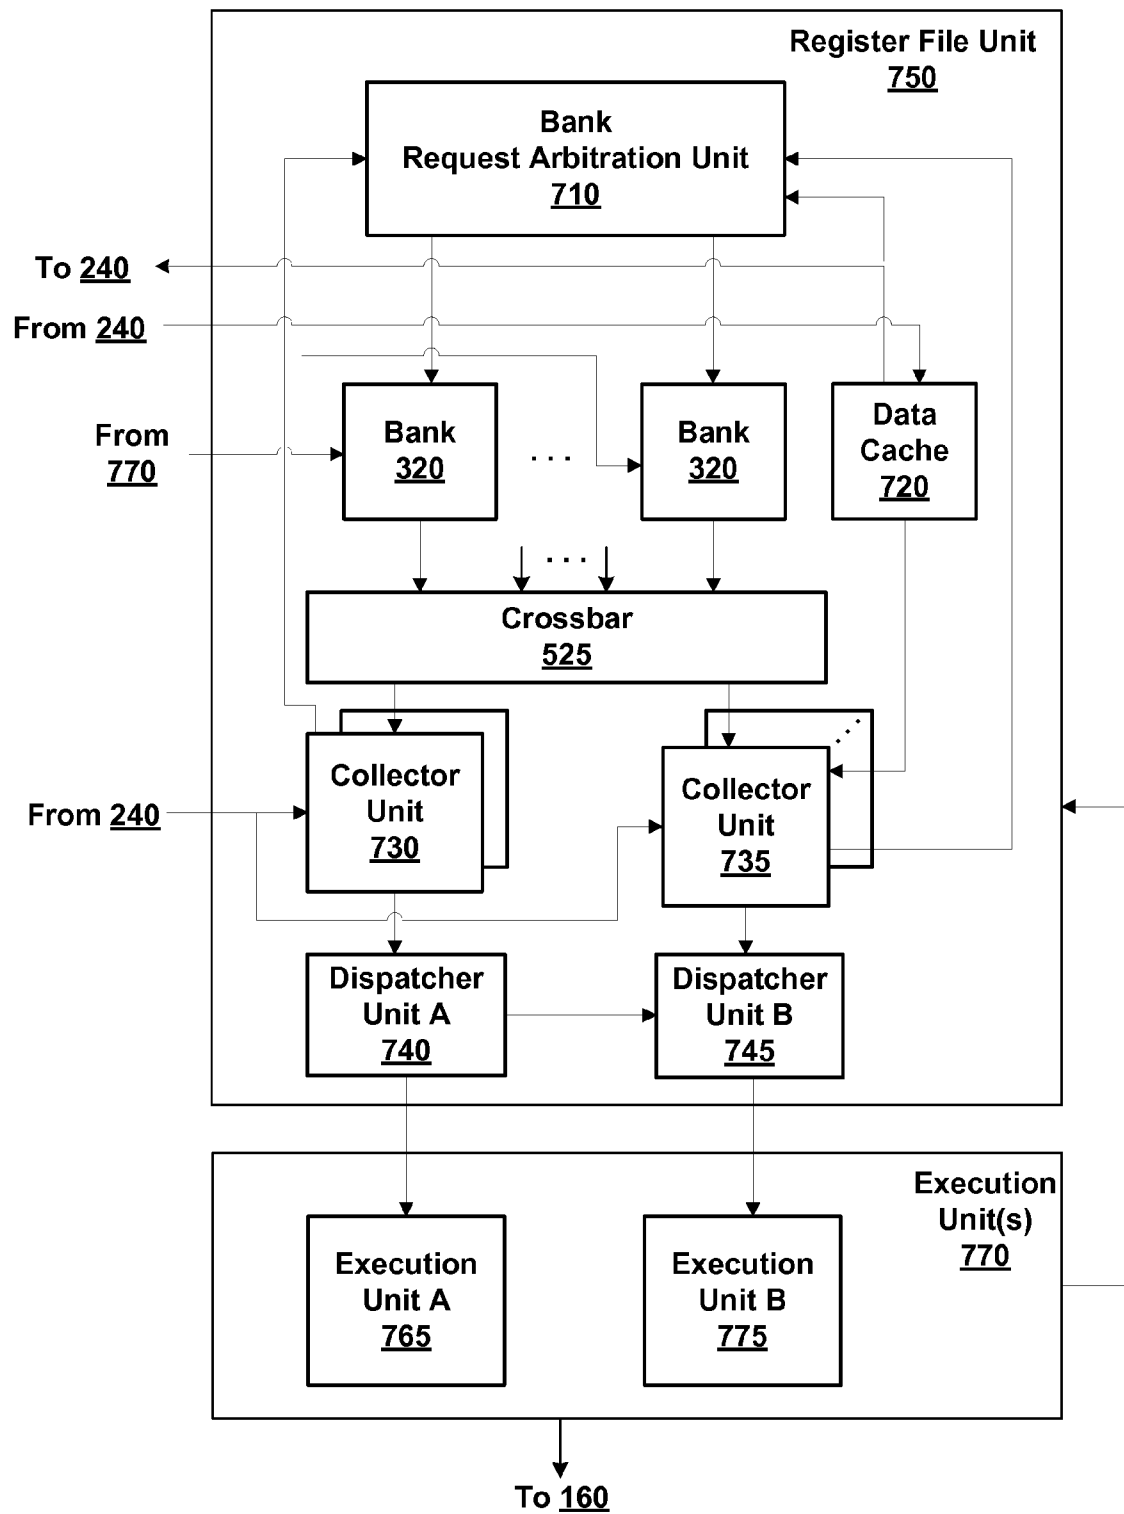 Register File Unit
750
Bank
Request Arbitration Unit
710
To 240
From 240
From
770
Bank
320
. . .
Bank
320
Data
Cache
720
. . .
Crossbar
525
From 240
Collector
Unit
730
Collector
Unit
735
Dispatcher
Unit A
740
Dispatcher
Unit B
745
Execution
Unit(s)
770
Execution
Unit A
765
Execution
Unit B
775
To 160